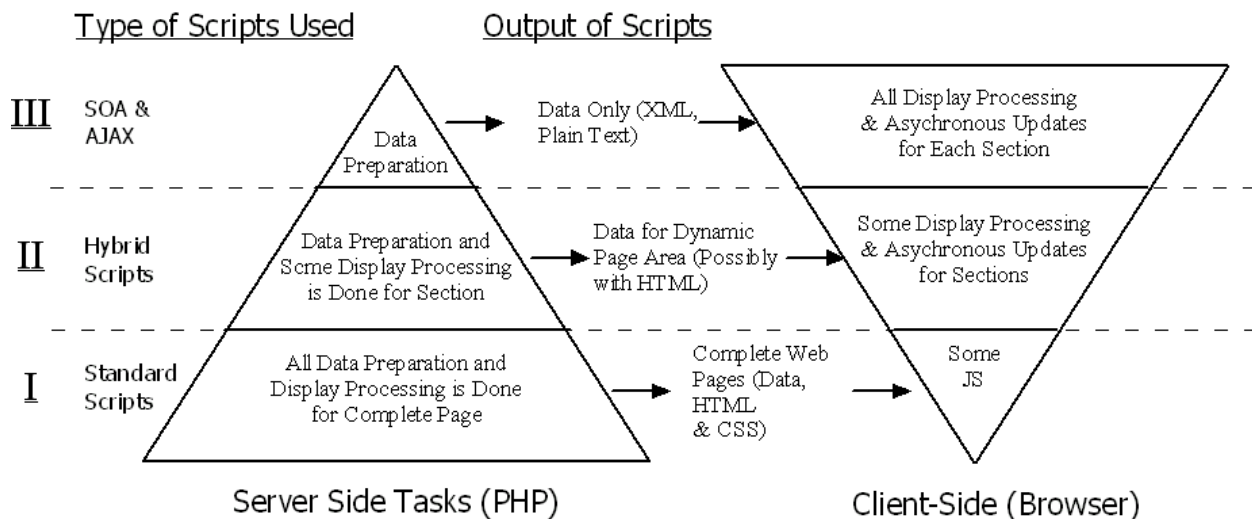 Type of Scripts Used
Output of Scripts
III
SOA &
AJAX
Data
Preparation
Data Only (XML,
Plain Text)
All Display Processing
& Asychronous Updates
for Each Section
II
Hybrid
Scripts
Data Preparation and
Scme Display Processing
is Done for Section
Data for Dynamic
Page Area (Possibly
with HTML)
Some Display Processing
& Asychronous Updates
for Sections
I
Standard
Scripts
All Data Preparation and
Display Processing is Done
for Complete Page
Complete Web
Pages (Data,
HTML
& CSS)
Some
JS
Server Side Tasks (PHP)
Client-Side (Browser)